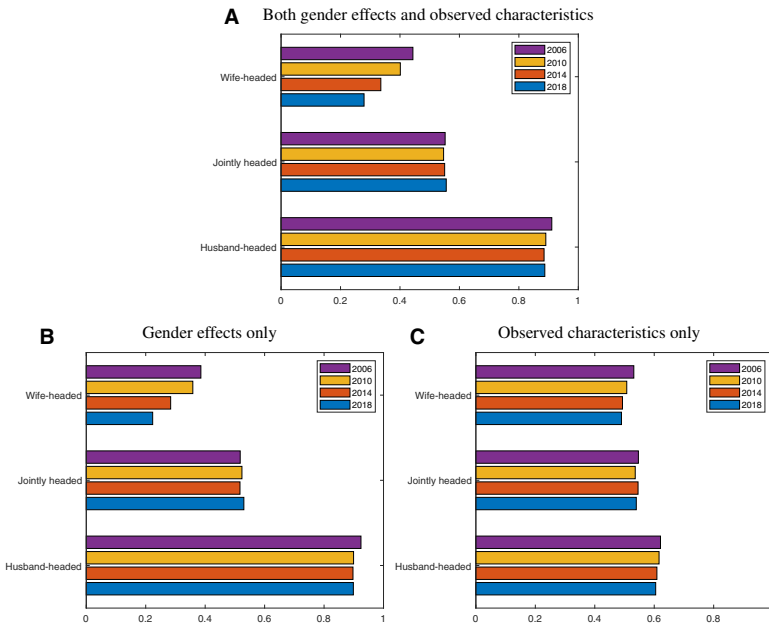 A Both gender effects and observed characteristics
2006
2010
2014
2018
Wife-headed
Jointly headed
Husband-headed
0 0.2 0.4 0.6 0.8 1
B Gender effects only
2006
2010
2014
2018
Wife-headed
Jointly headed
Husband-headed
0 0.2 0.4 0.6 0.8 1
C Observed characteristics only
2006
2010
2014
2018
Wife-headed
Jointly headed
Husband-headed
0 0.2 0.4 0.6 0.8